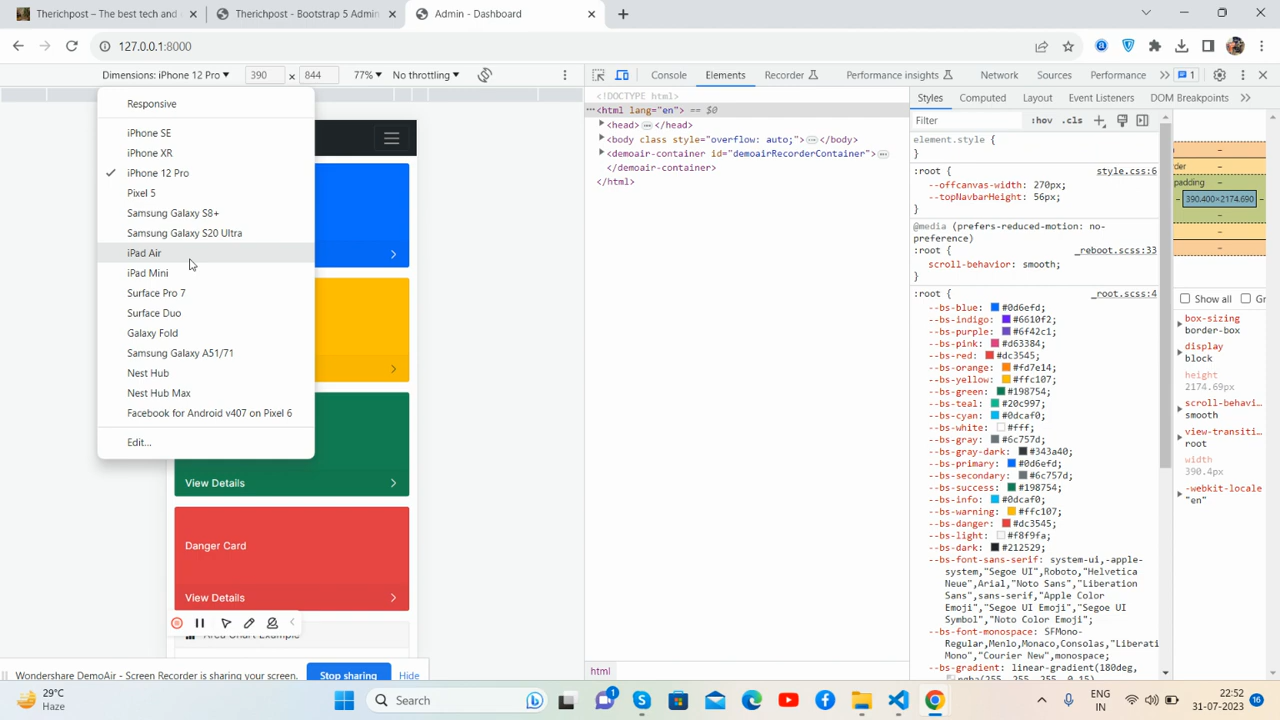 Therichpost – The best tech and
Therichpost - Bootstrap 5 Admin
Admin - Dashboard
127.0.0.1:8000
Dimensions: iPhone 12 Pro
390
×
844
77%
No throttling
Console
Elements
Recorder
Performance insights
Network
Sources
Performance
1
Responsive
iPhone SE
iPhone XR
iPhone 12 Pro
Pixel 5
Samsung Galaxy S8+
Samsung Galaxy S20 Ultra
iPad Air
iPad Mini
Surface Pro 7
Surface Duo
Galaxy Fold
Samsung Galaxy A51/71
Nest Hub
Nest Hub Max
Facebook for Android v407 on Pixel 6
Edit...
View Details
Danger Card
View Details
Area Chart Example
Wondershare DemoAir - Screen Recorder is sharing your screen.
Stop sharing
Hide
<!DOCTYPE html>
<html lang="en"> == $0
<head> </head>
<body class style="overflow: auto;"> </body>
<demoair-container id="demoairRecorderContainer">
</demoair-container>
</html>
html
Styles
Computed
Layout
Event Listeners
DOM Breakpoints
Filter
:hov
.cls
element.style {
}
:root { style.css:6
--offcanvas-width: 270px;
--topNavbarHeight: 56px;
}
@media (prefers-reduced-motion: no-
preference)
:root { _reboot.scss:33
scroll-behavior: smooth;
}
:root { _root.scss:4
--bs-blue: #0d6efd;
--bs-indigo: #6610f2;
--bs-purple: #6f42c1;
--bs-pink: #d63384;
--bs-red: #dc3545;
--bs-orange: #fd7e14;
--bs-yellow: #ffc107;
--bs-green: #198754;
--bs-teal: #20c997;
--bs-cyan: #0dcaf0;
--bs-white: #fff;
--bs-gray: #6c757d;
--bs-gray-dark: #343a40;
--bs-primary: #0d6efd;
--bs-secondary: #6c757d;
--bs-success: #198754;
--bs-info: #0dcaf0;
--bs-warning: #ffc107;
--bs-danger: #dc3545;
--bs-light: #f8f9fa;
--bs-dark: #212529;
--bs-font-sans-serif: system-ui,-apple-
system,"Segoe UI",Roboto,"Helvetica
Neue",Arial,"Noto Sans","Liberation
Sans",sans-serif,"Apple Color
Emoji","Segoe UI Emoji","Segoe UI
Symbol","Noto Color Emoji";
--bs-font-monospace: SFMono-
Regular,Menlo,Monaco,Consolas,"Liberati
Mono","Courier New",monospace;
--bs-gradient: linear-gradient(180deg,
rder
padding
390.400×2174.690
Show all
Gr
box-sizing
border-box
display
block
height
2174.69px
scroll-behavi…
smooth
view-transiti…
root
width
390.4px
-webkit-locale
"en"
29°C
Haze
Search
1
ENG
IN
22:52
31-07-2023
16